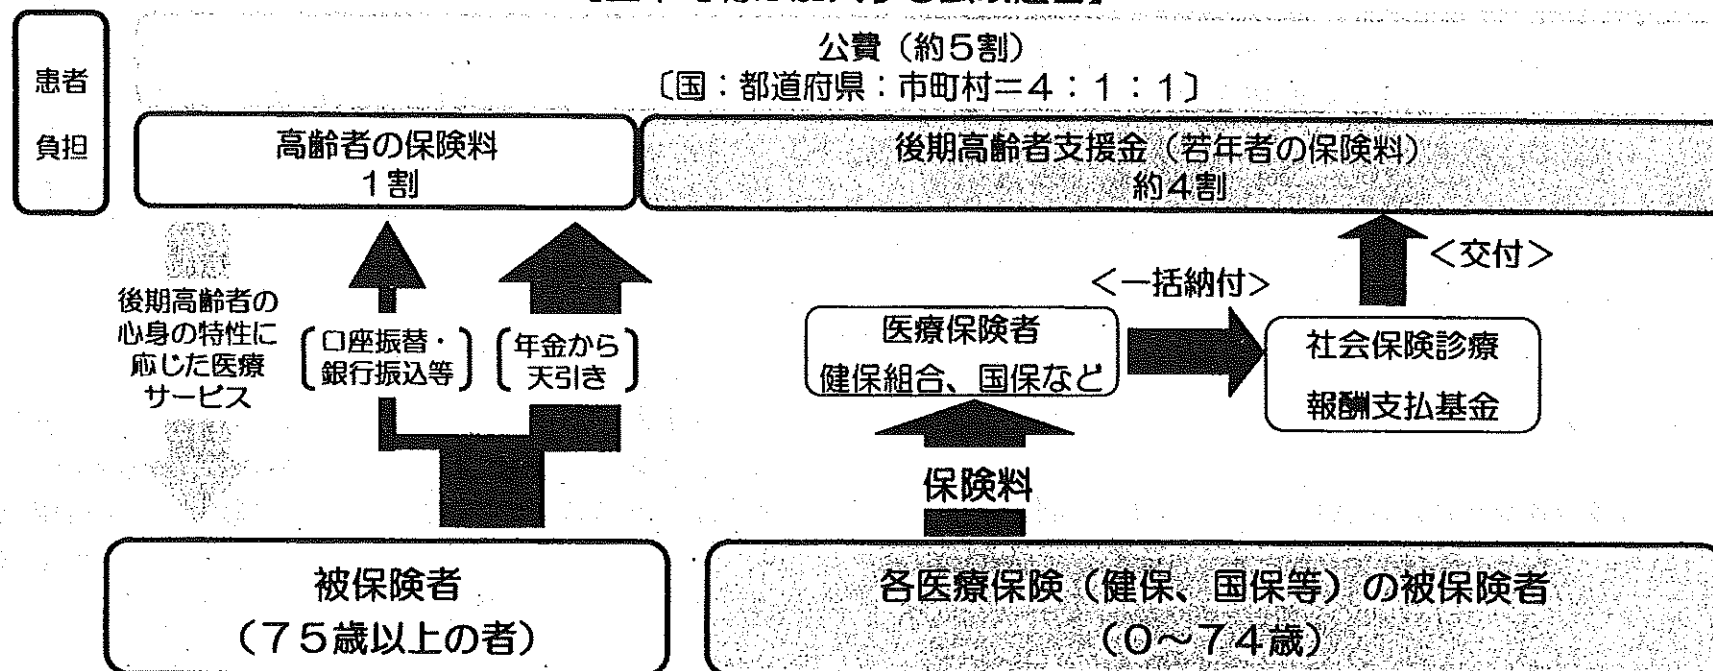 患者
負担
公費（約５割）
〔国：都道府県：市町村＝４：１：１〕
高齢者の保険料
１割
後期高齢者支援金（若年者の保険料）
約４割
後期高齢者の
心身の特性に
応じた医療
サービス
口座振替・
銀行振込等
年金から
天引き
＜一括納付＞
＜交付＞
医療保険者
健保組合、国保など
社会保険診療
報酬支払基金
保険料
被保険者
（７５歳以上の者）
各医療保険（健保、国保等）の被保険者
（０～７４歳）